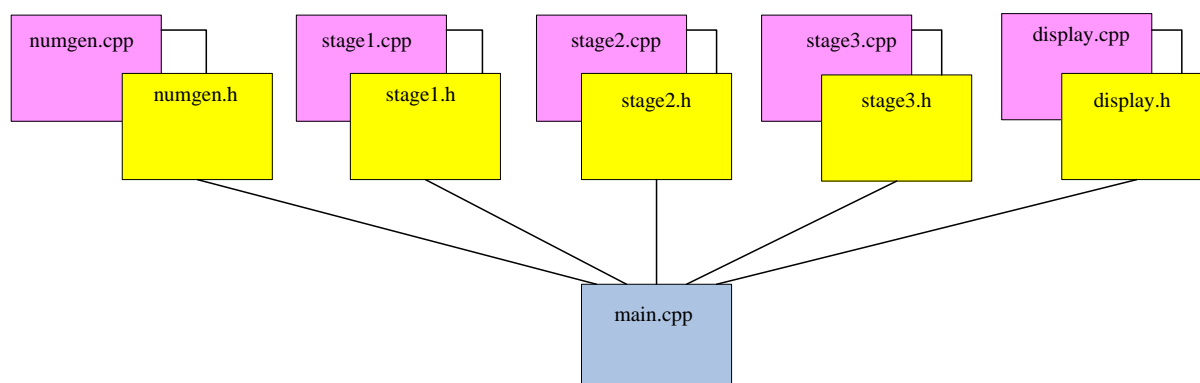 numgen.cpp
numgen.h
stage1.cpp
stage1.h
stage2.cpp
stage2.h
stage3.cpp
stage3.h
display.cpp
display.h
main.cpp